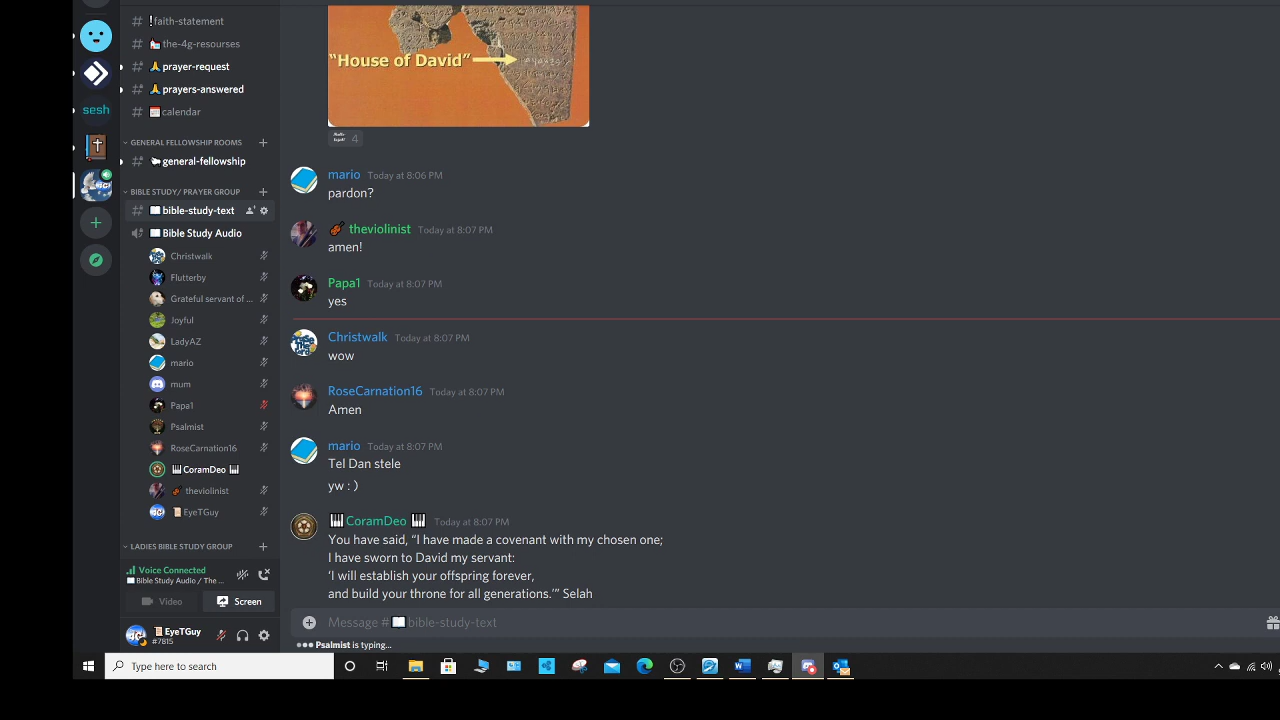 sesh
!faith-statement
the-4g-resourses
prayer-request
prayers-answered
calendar
GENERAL FELLOWSHIP ROOMS
general-fellowship
BIBLE STUDY/ PRAYER GROUP
bible-study-text
Bible Study Audio
Christwalk
Flutterby
Grateful servant of ...
Joyful
LadyAZ
mario
mum
Papa1
Psalmist
RoseCarnation16
CoramDeo
theviolinist
EyeTGuy
LADIES BIBLE STUDY GROUP
Voice Connected
Bible Study Audio / The ...
Video
Screen
EyeTGuy
#7815
"House of David"
4
mario Today at 8:06 PM
pardon?
theviolinist Today at 8:07 PM
amen!
Papa1 Today at 8:07 PM
yes
Christwalk Today at 8:07 PM
wow
RoseCarnation16 Today at 8:07 PM
Amen
mario Today at 8:07 PM
Tel Dan stele
yw : )
CoramDeo Today at 8:07 PM
You have said, “I have made a covenant with my chosen one;
I have sworn to David my servant:
‘I will establish your offspring forever,
and build your throne for all generations.’” Selah
Message # bible-study-text
Psalmist is typing...
Type here to search